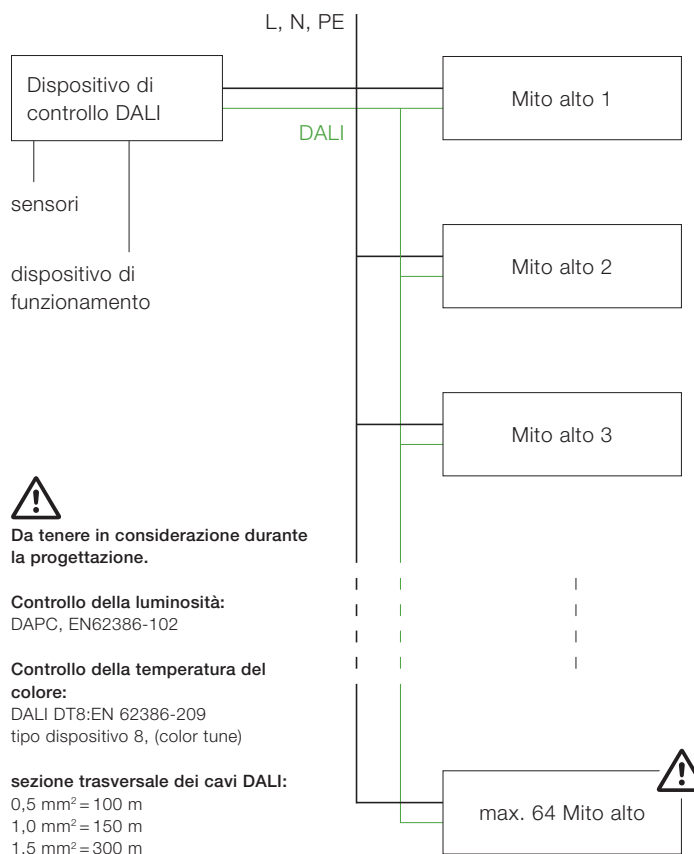 L, N, PE
Dispositivo di
controllo DALI
Mito alto 1
DALI
sensori
dispositivo di
funzionamento
Mito alto 2
Mito alto 3
Da tenere in considerazione durante
la progettazione.
Controllo della luminosità:
DAPC, EN62386-102
Controllo della temperatura del
colore:
DALI DT8:EN 62386-209
tipo dispositivo 8, (color tune)
sezione trasversale dei cavi DALI:
0,5 mm² = 100 m
1,0 mm² = 150 m
1,5 mm² = 300 m
max. 64 Mito alto